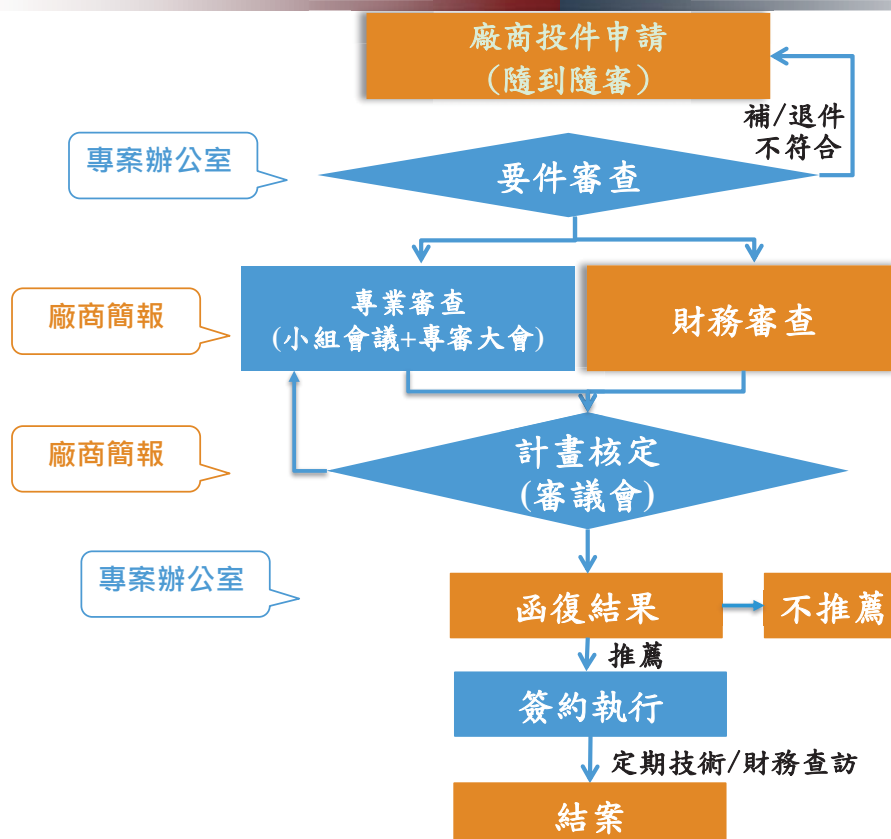 廠商投件申請
（隨到隨審）
補/退件
不符合
專案辦公室
要件審查
廠商簡報
專業審查
(小組會議+專審大會)
財務審查
廠商簡報
計畫核定
(審議會)
專案辦公室
函復結果
不推薦
推薦
簽約執行
定期技術/財務查訪
結案